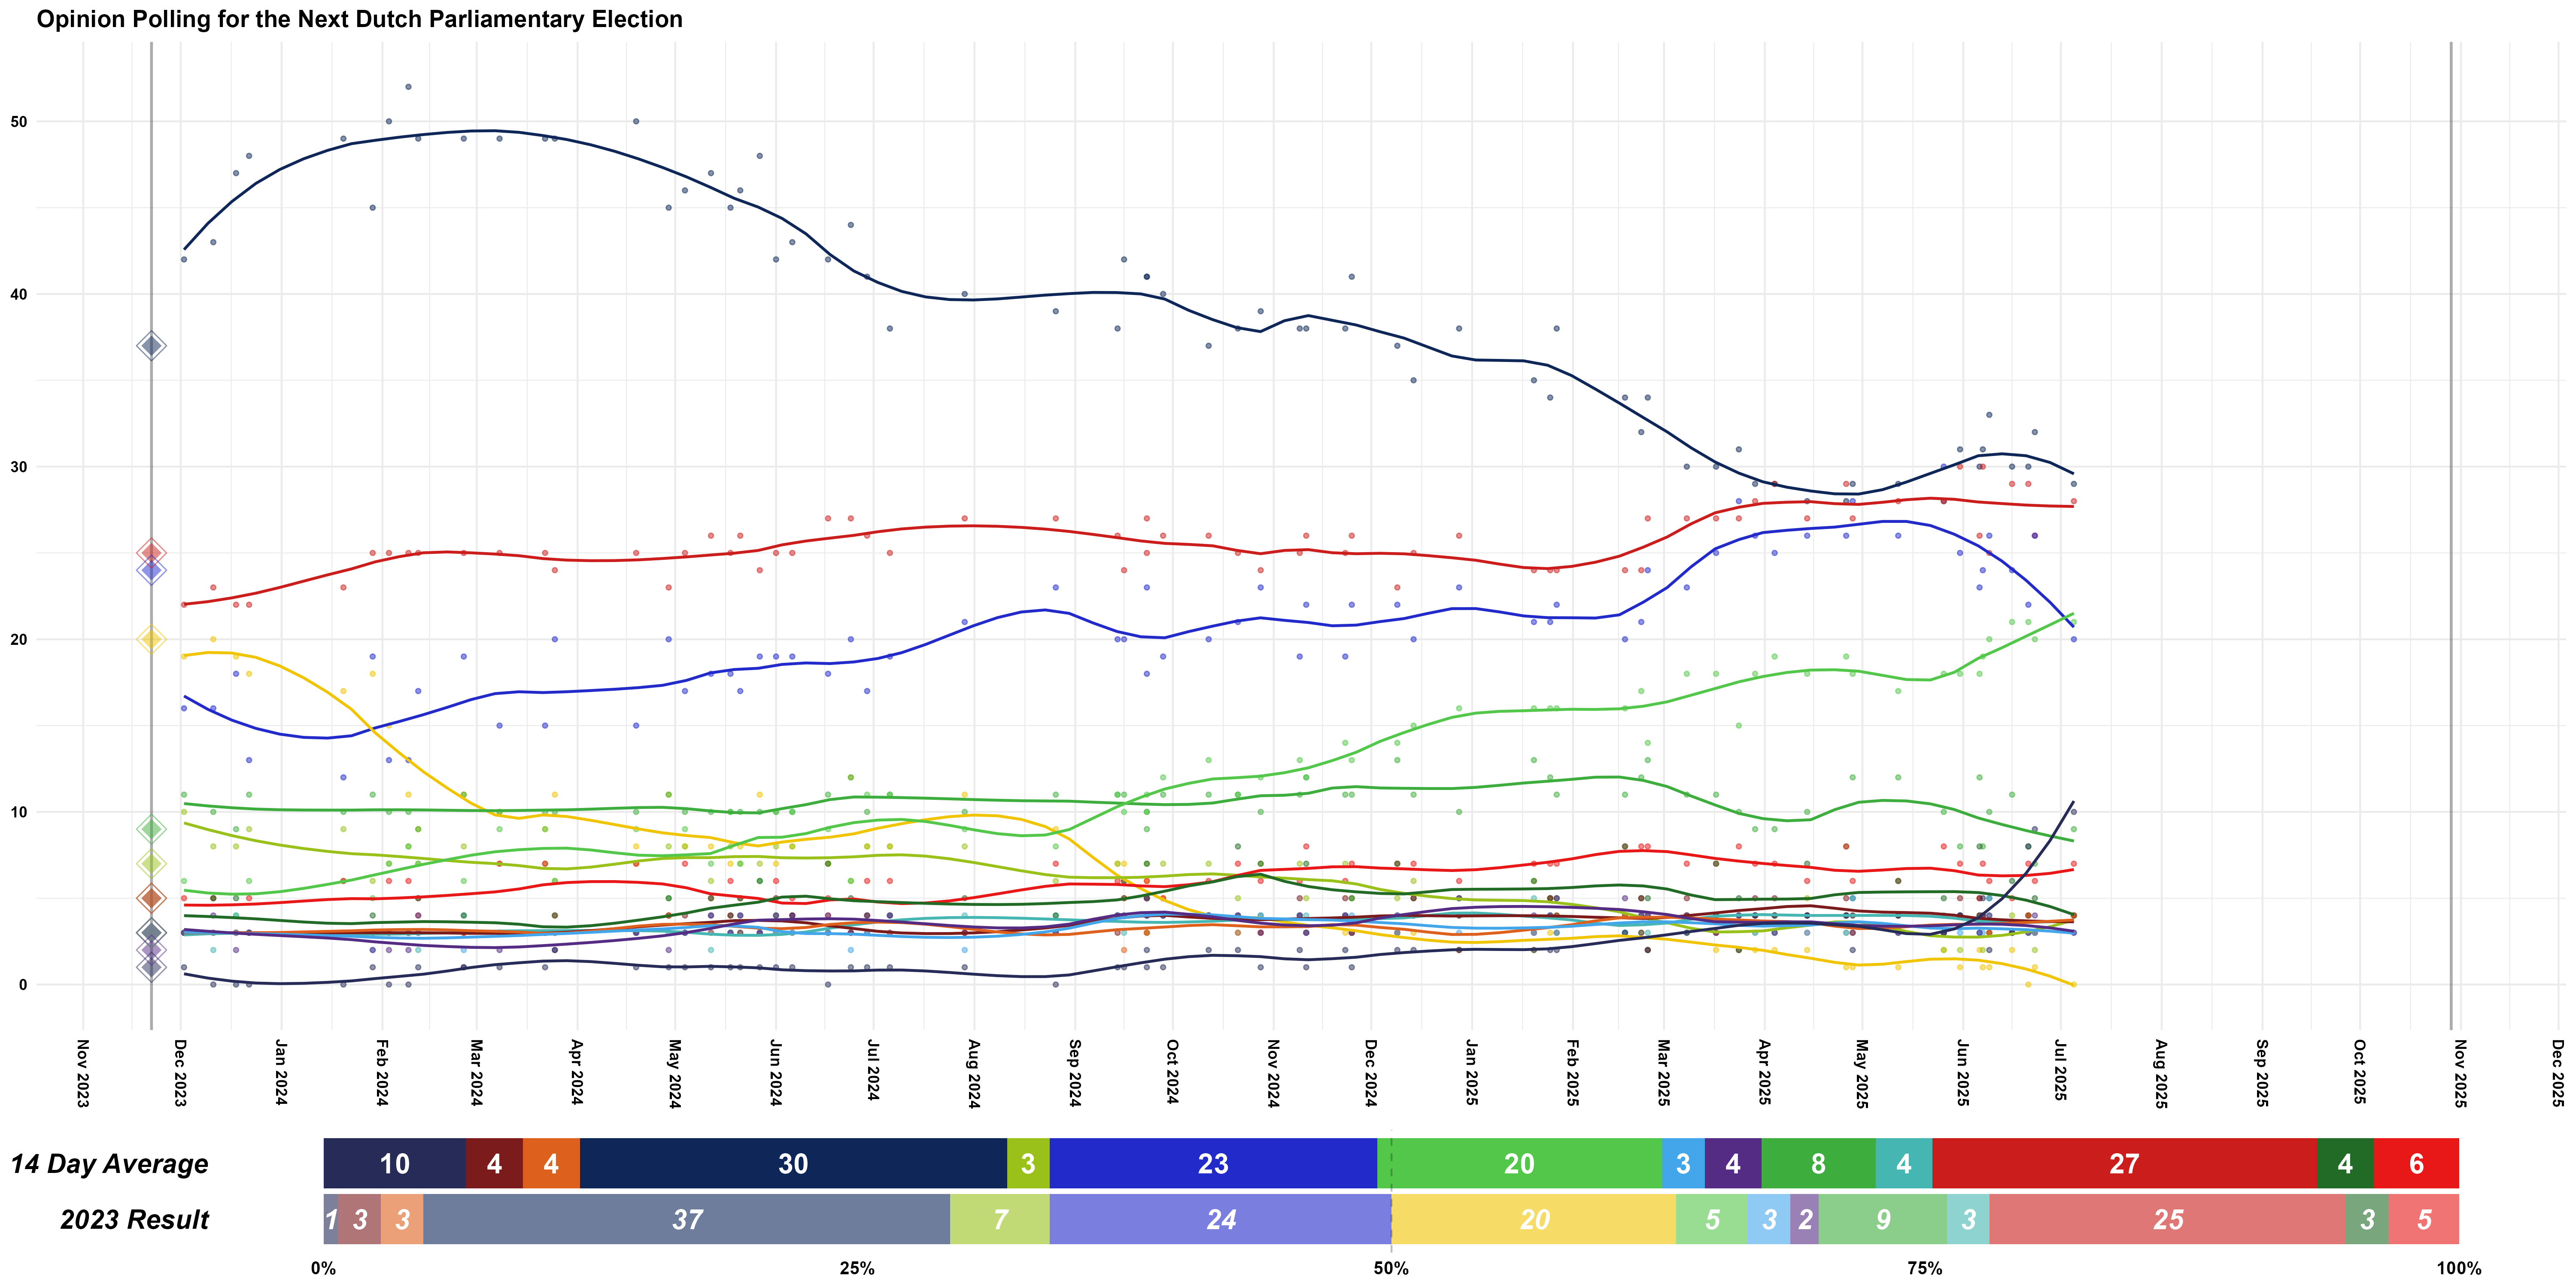 Opinion Polling for the Next Dutch Parliamentary Election
50
40
30
20
10
0
Nov 2023
Dec 2023
Jan 2024
Feb 2024
Mar 2024
Apr 2024
May 2024
Jun 2024
Jul 2024
Aug 2024
Sep 2024
Oct 2024
Nov 2024
Dec 2024
Jan 2025
Feb 2025
Mar 2025
Apr 2025
May 2025
Jun 2025
Jul 2025
Aug 2025
Sep 2025
Oct 2025
Nov 2025
Dec 2025
14 Day Average 10 4 4 30 3 23 20 3 4 8 4 27 4 6
2023 Result 1 3 3 37 7 24 20 5 3 2 9 3 25 3 5
0% 25% 50% 75% 100%